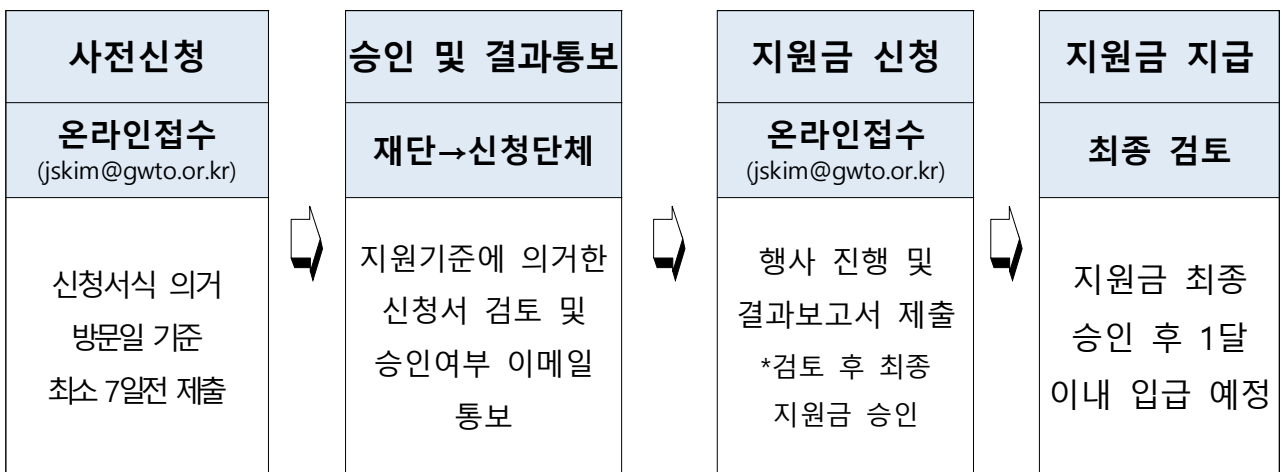 사전신청
온라인접수
(jskim@gwto.or.kr)
신청서식 의거
방문일 기준
최소 7일전 제출
승인 및 결과통보
재단→신청단체
지원기준에 의거한
신청서 검토 및
승인여부 이메일
통보
지원금 신청
온라인접수
(jskim@gwto.or.kr)
행사 진행 및
결과보고서 제출
*검토 후 최종
지원금 승인
지원금 지급
최종 검토
지원금 최종
승인 후 1달
이내 입급 예정